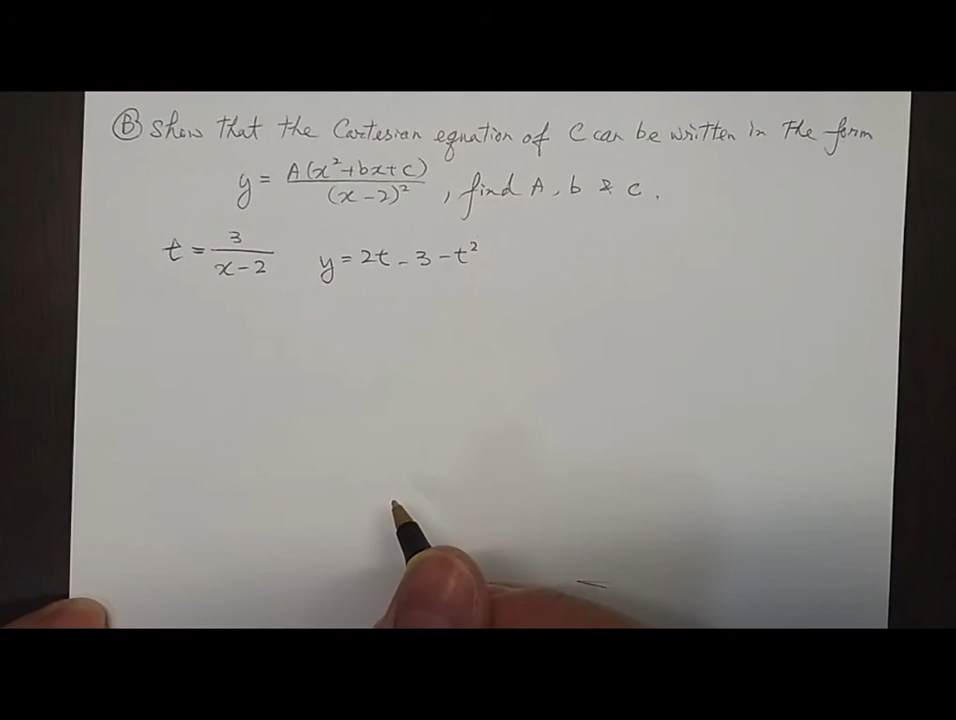 Ⓑ Show that the Cartesian equation of C can be written in the form
y = A(x²+bx+c) / (x-2)² , find A, b & c.
t = 3 / (x-2) y = 2t - 3 - t²